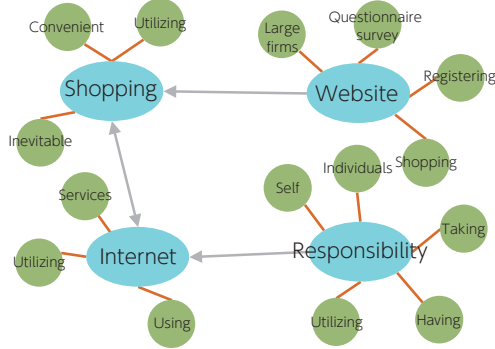 Convenient
Utilizing
Shopping
Inevitable
Large
firms
Questionnaire
survey
Registering
Website
Shopping
Services
Internet
Utilizing
Using
Self
Individuals
Taking
Responsibility
Utilizing
Having